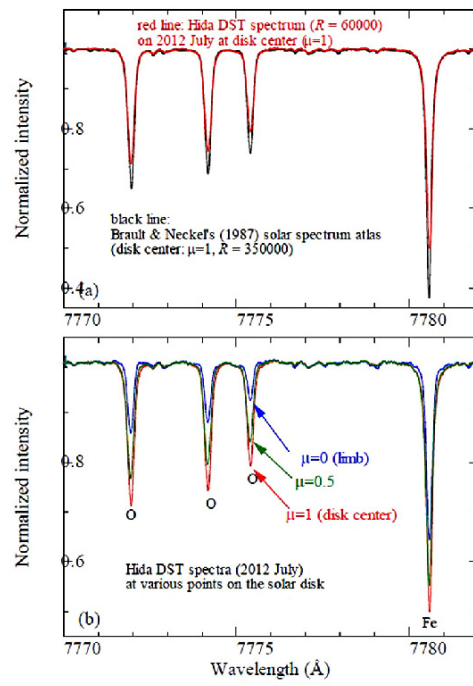 red line: Hida DST spectrum (R = 60000)
on 2012 July at disk center (μ=1)
Normalized intensity
0.8
0.6
0.4
black line:
Brault & Neckel's (1987) solar spectrum atlas
(disk center: μ=1, R = 350000)
(a)
7770
7775
7780
Normalized intensity
0.8
0.6
μ=0 (limb)
μ=0.5
μ=1 (disk center)
O
O
O
Hida DST spectra (2012 July)
at various points on the solar disk
(b)
Fe
7770
7775
7780
Wavelength (Å)